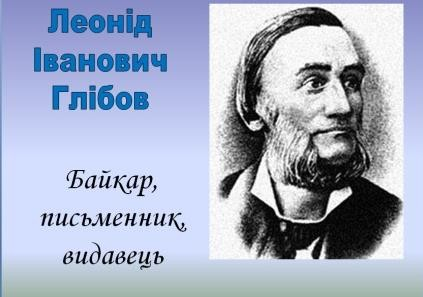 Леонід
Іванович
Глібов
Байкар,
письменник,
видавець